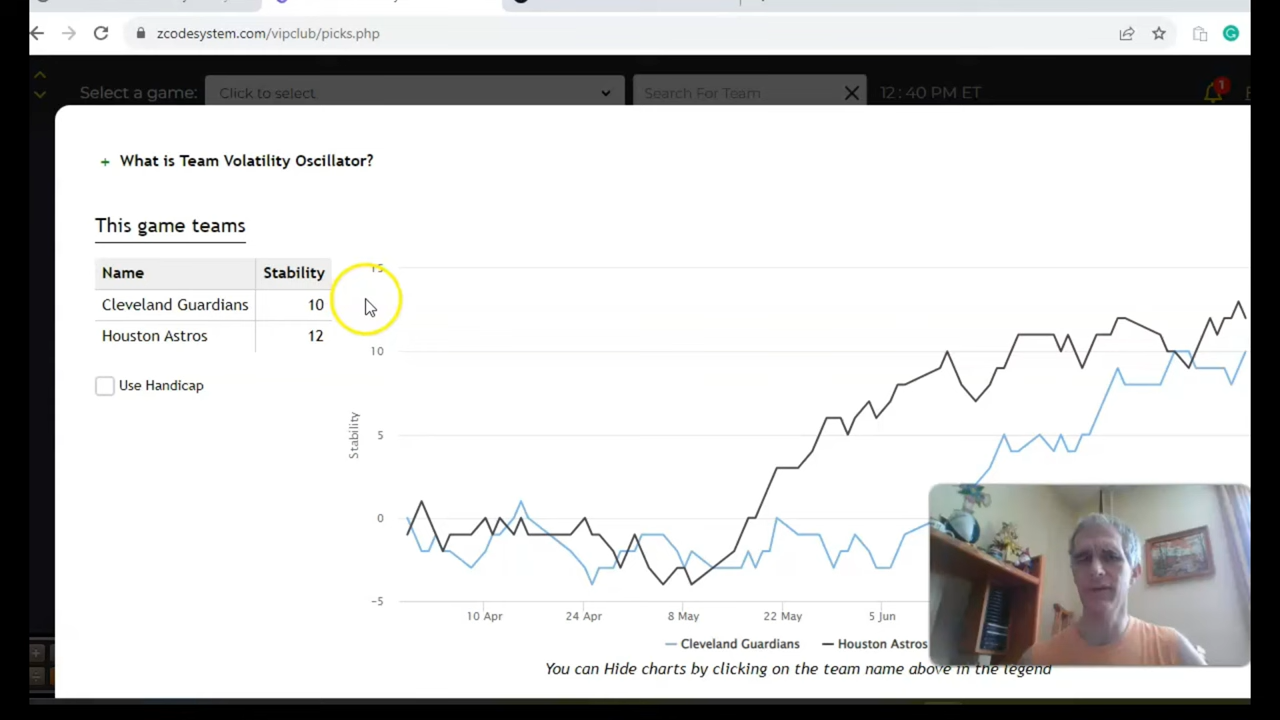 zcodesystem.com/vipclub/picks.php
Select a game: Click to select Search For Team 12:40 PM ET 1
+ What is Team Volatility Oscillator?
This game teams
Name Stability
Cleveland Guardians 10
Houston Astros 12
Use Handicap
15
10
5
0
-5
Stability
10 Apr 24 Apr 8 May 22 May 5 Jun
Cleveland Guardians Houston Astros
You can Hide charts by clicking on the team name above in the legend